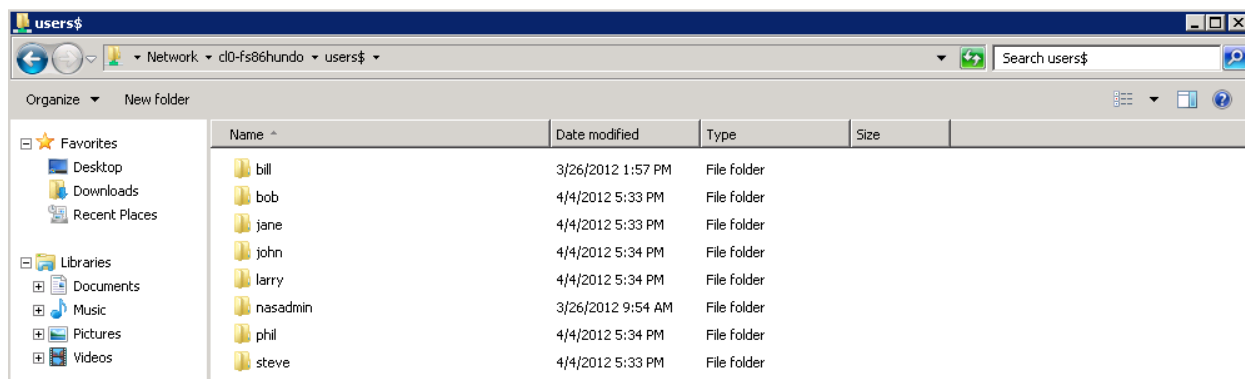 users$
Network cl0-fs86hundo users$ Search users$
Organize New folder
Favorites
Desktop
Downloads
Recent Places
Libraries
Documents
Music
Pictures
Videos
Name Date modified Type Size
bill 3/26/2012 1:57 PM File folder
bob 4/4/2012 5:33 PM File folder
jane 4/4/2012 5:33 PM File folder
john 4/4/2012 5:34 PM File folder
larry 4/4/2012 5:34 PM File folder
nasadmin 3/26/2012 9:54 AM File folder
phil 4/4/2012 5:34 PM File folder
steve 4/4/2012 5:33 PM File folder